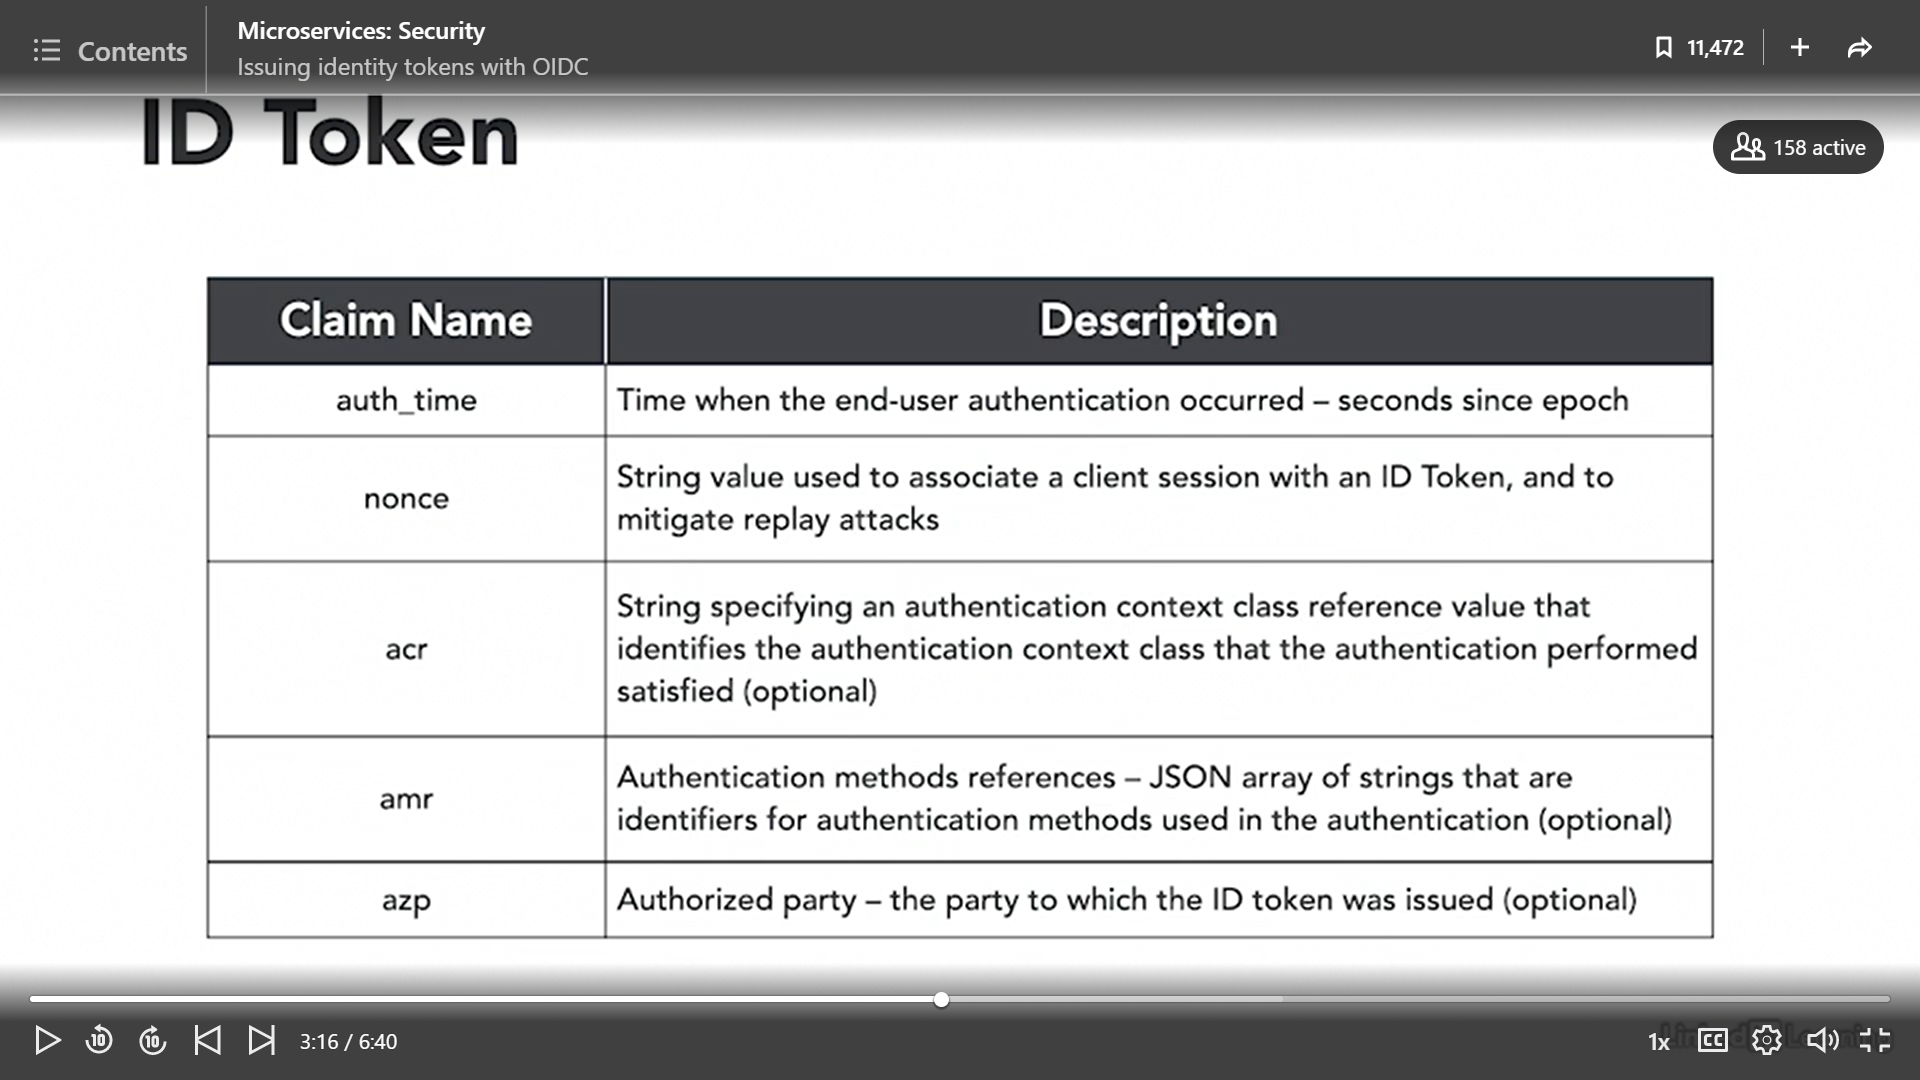 Contents
Microservices: Security
Issuing identity tokens with OIDC
11,472
158 active
ID Token
Claim Name
Description
auth_time
Time when the end-user authentication occurred – seconds since epoch
nonce
String value used to associate a client session with an ID Token, and to
mitigate replay attacks
acr
String specifying an authentication context class reference value that
identifies the authentication context class that the authentication performed
satisfied (optional)
amr
Authentication methods references – JSON array of strings that are
identifiers for authentication methods used in the authentication (optional)
azp
Authorized party – the party to which the ID token was issued (optional)
10
10
3:16 / 6:40
1x
CC